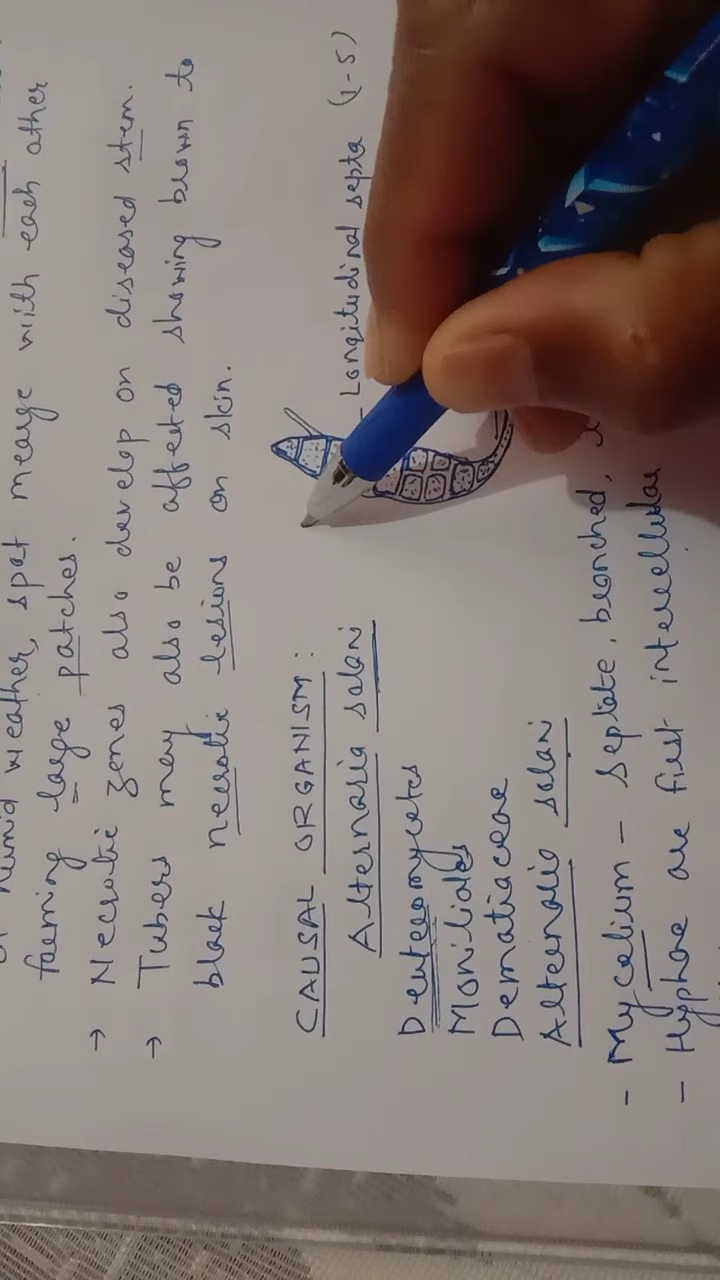 humid weather, spot mearge with each other
forming large patches.
→ Necrotic zones also develop on diseased stem.
→ Tubers may also be affected showing brown to
black necrotic lesions on skin.
CAUSAL ORGANISM:
Alternaria solani
Longitudinal septa (1-5)
Deuteromycetes
Moniliales
Dematiaceae
Alternaria solani
- Mycelium - septate, branched,
- Hyphae are first intercellular